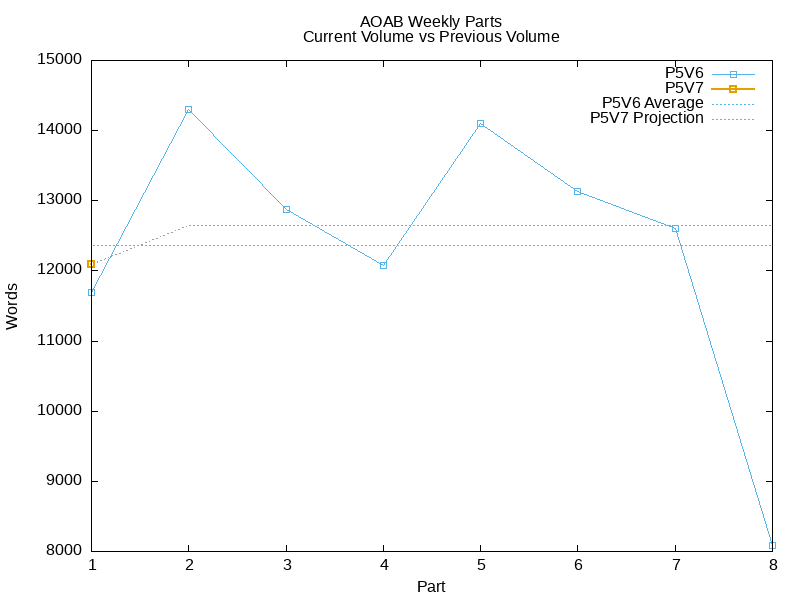 AOAB Weekly Parts
Current Volume vs Previous Volume
P5V6
P5V7
P5V6 Average
P5V7 Projection
15000
14000
13000
12000
11000
10000
9000
8000
Words
1 2 3 4 5 6 7 8
Part